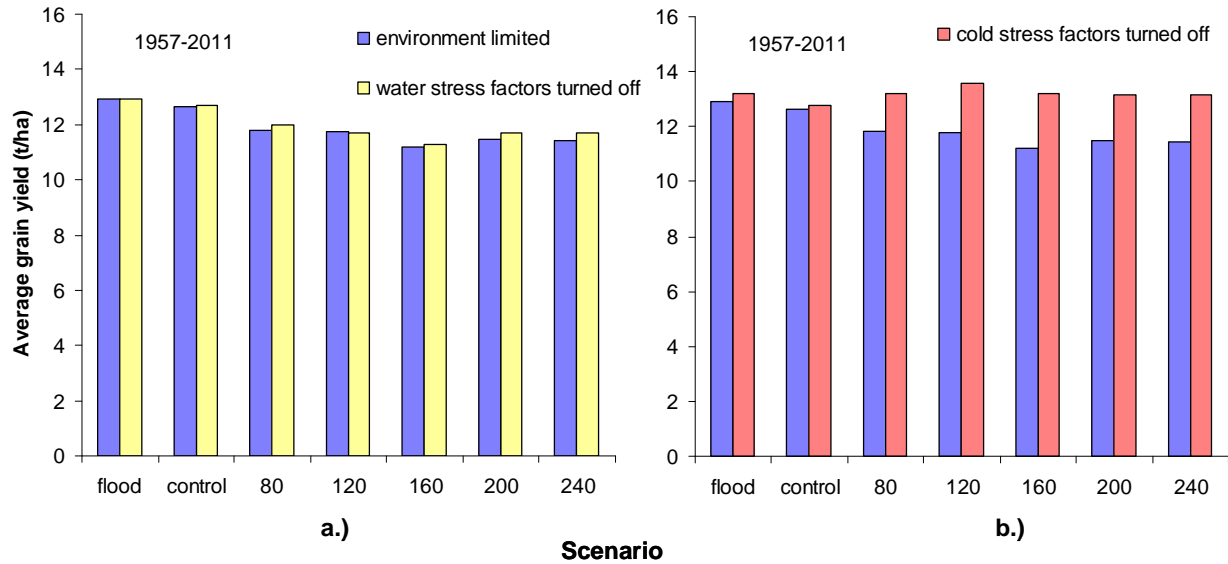 Average grain yield (t/ha)
16
14
12
10
8
6
4
2
0
1957-2011
environment limited
water stress factors turned off
flood control 80 120 160 200 240
a.)
16
14
12
10
8
6
4
2
0
1957-2011
cold stress factors turned off
flood control 80 120 160 200 240
b.)
Scenario